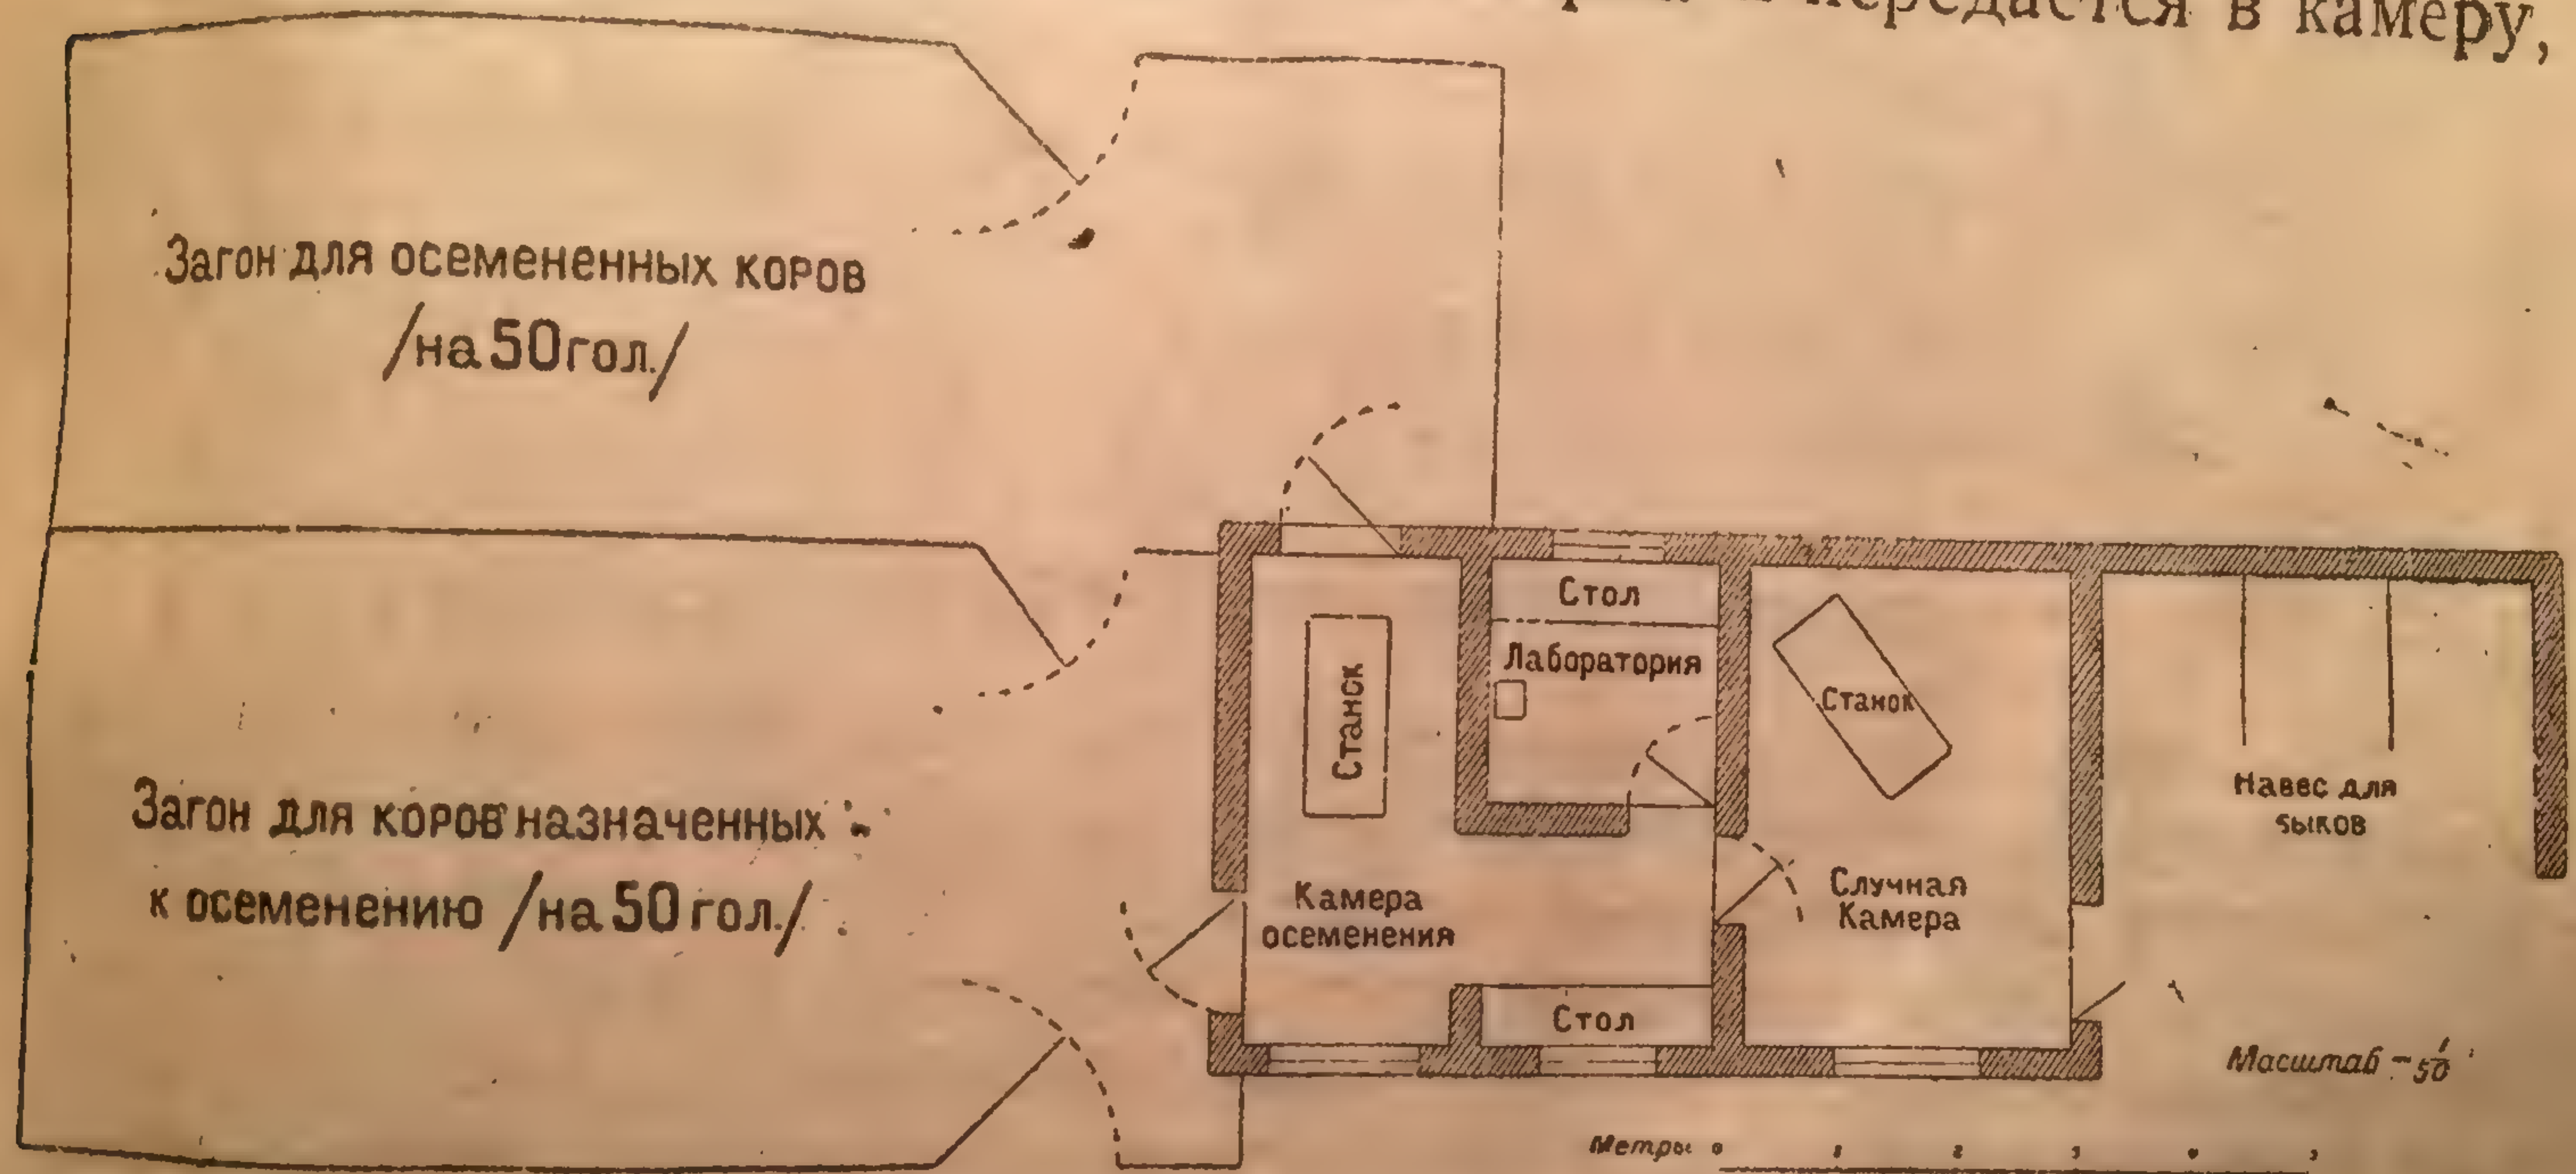 передается в камеру,
Загон для осемененных коров
/на 50 гол./
Загон для коров назначенных
к осеменению /на 50 гол./
Станок
Стол
Лаборатория
Станок
Навес для
быков
Камера
осеменения
Случная
Камера
Стол
Масштаб - 1/50
Метры 0 1 2 3 4 5